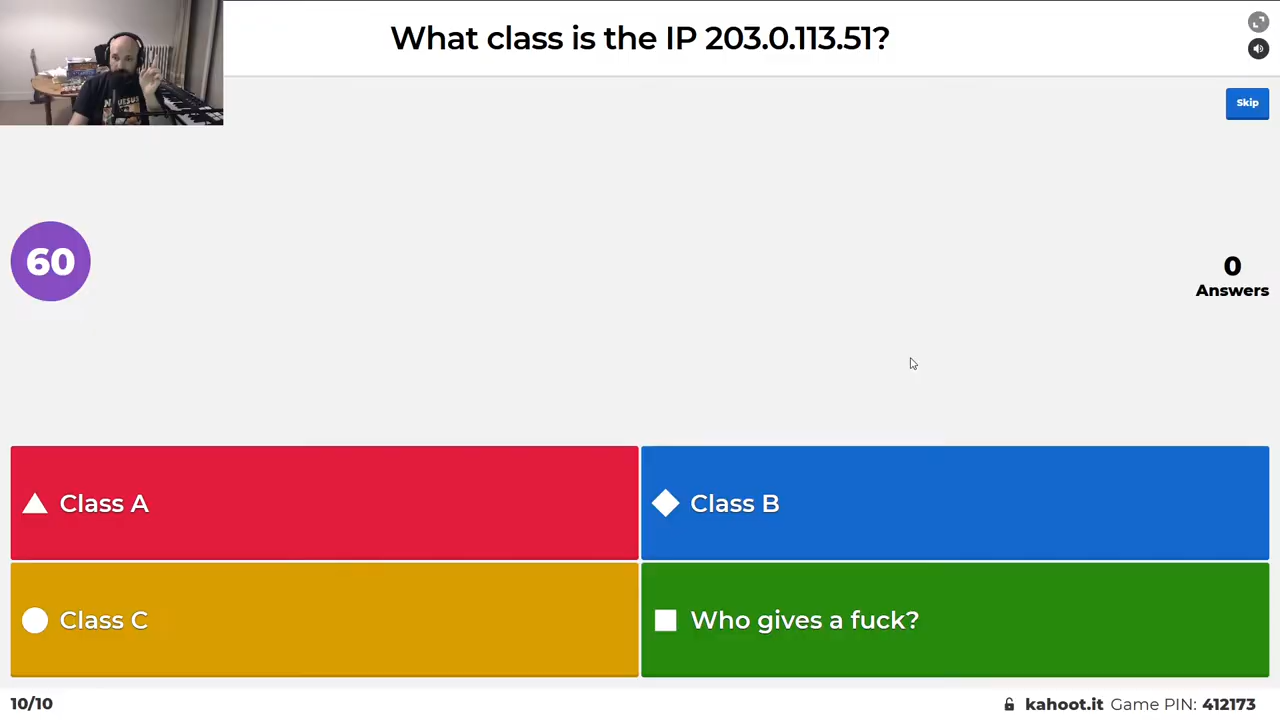 What class is the IP 203.0.113.51?
Skip
60
0
Answers
Class A
Class B
Class C
Who gives a fuck?
10/10
kahoot.it Game PIN: 412173